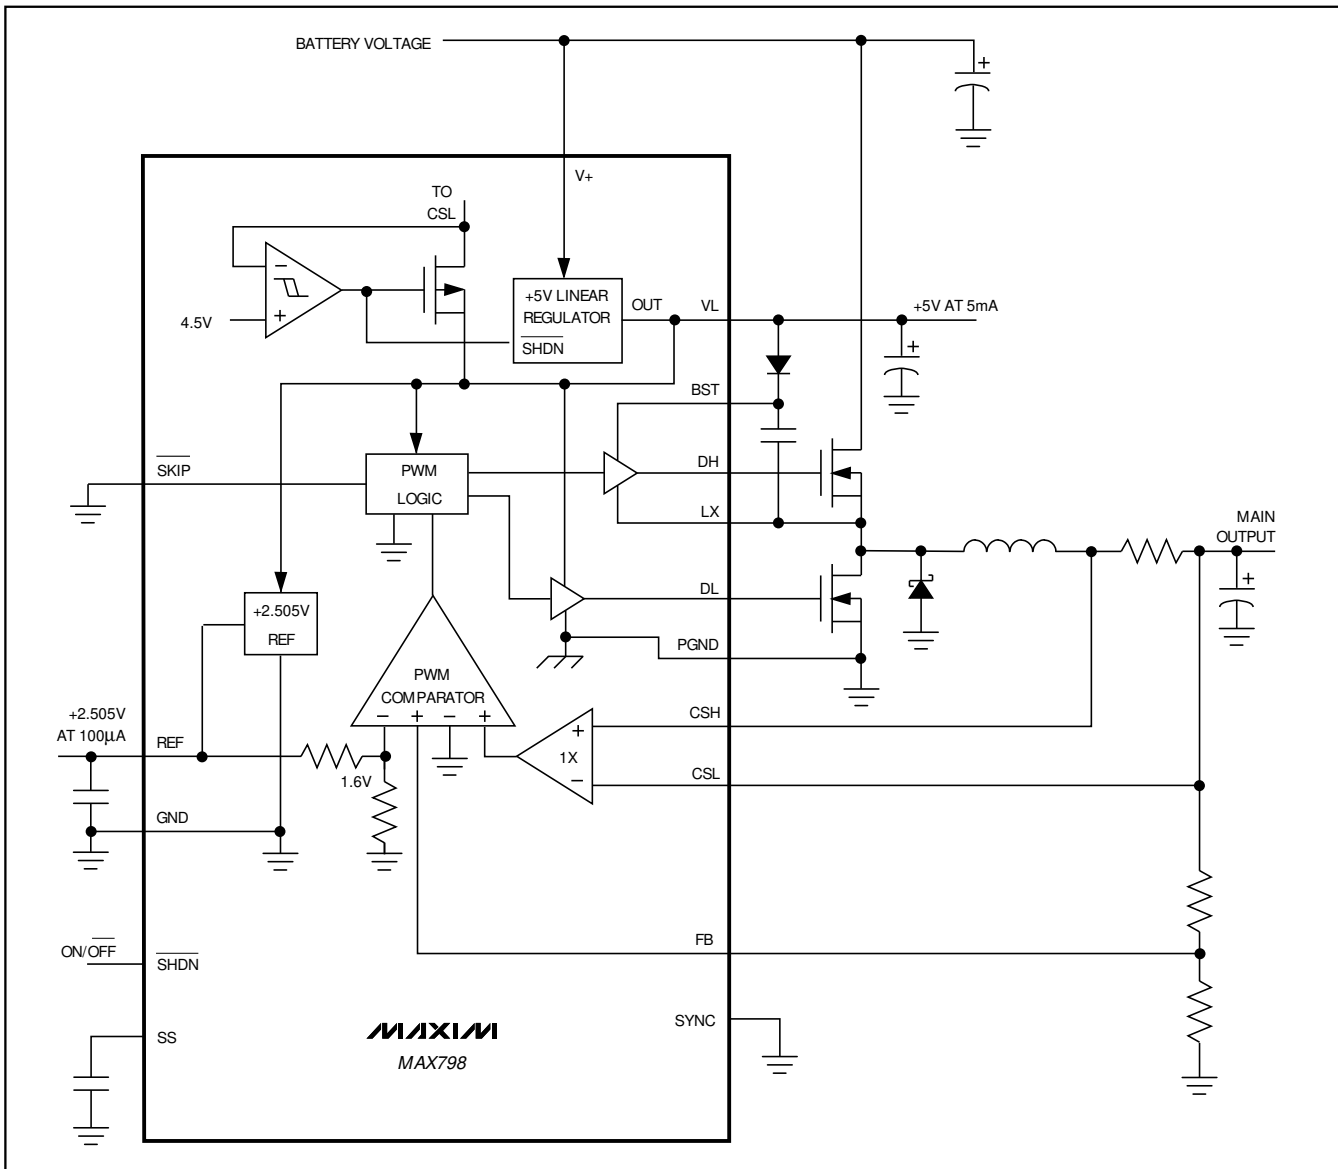 BATTERY VOLTAGE
+
V+
TO
CSL
−
+
4.5V
+5V LINEAR
REGULATOR
SHDN
OUT
VL
+5V AT 5mA
+
BST
SKIP
PWM
LOGIC
DH
LX
MAIN
OUTPUT
+
+2.505V
REF
DL
PGND
PWM
COMPARATOR
− + − +
+2.505V
AT 100µA
REF
1.6V
CSH
+
1X
−
CSL
GND
ON/OFF
SHDN
FB
SS
MAXIM
MAX798
SYNC